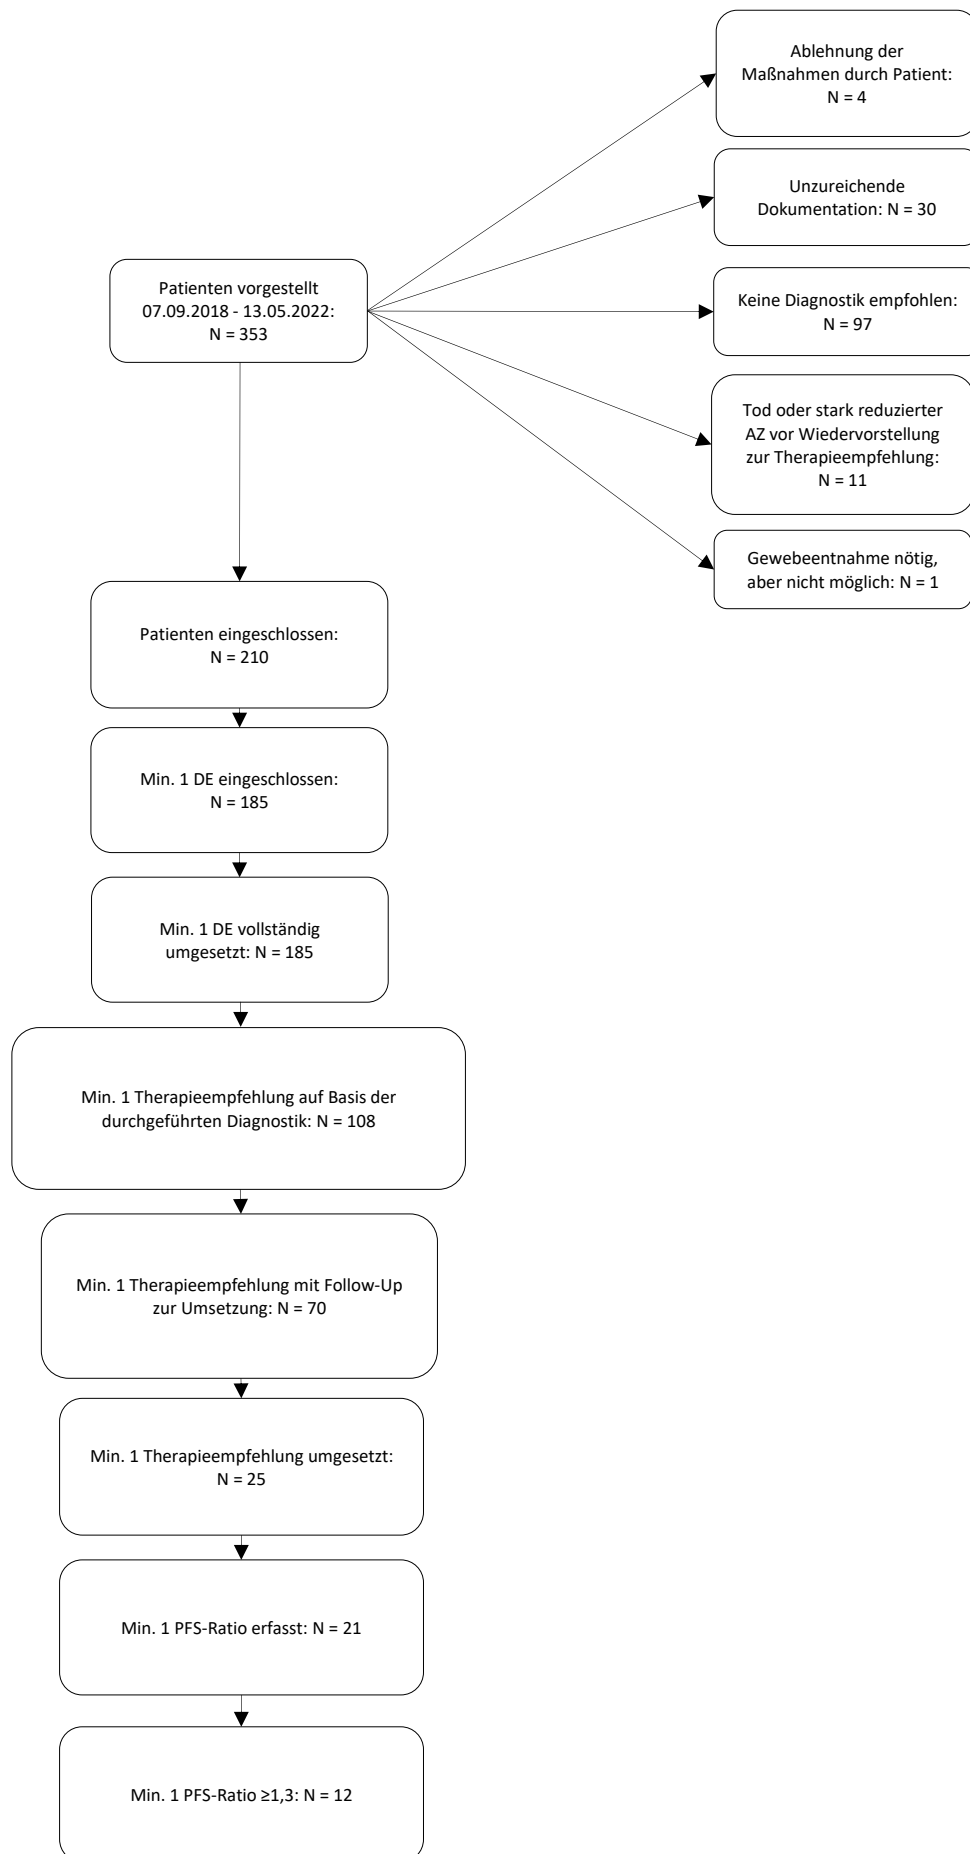 Ablehnung der
Maßnahmen durch Patient:
N = 4
Unzureichende
Dokumentation: N = 30
Patienten vorgestellt
07.09.2018 - 13.05.2022:
N = 353
Keine Diagnostik empfohlen:
N = 97
Tod oder stark reduzierter
AZ vor Wiedervorstellung
zur Therapieempfehlung:
N = 11
Gewebeentnahme nötig,
aber nicht möglich: N = 1
Patienten eingeschlossen:
N = 210
Min. 1 DE eingeschlossen:
N = 185
Min. 1 DE vollständig
umgesetzt: N = 185
Min. 1 Therapieempfehlung auf Basis der
durchgeführten Diagnostik: N = 108
Min. 1 Therapieempfehlung mit Follow-Up
zur Umsetzung: N = 70
Min. 1 Therapieempfehlung umgesetzt:
N = 25
Min. 1 PFS-Ratio erfasst: N = 21
Min. 1 PFS-Ratio ≥1,3: N = 12